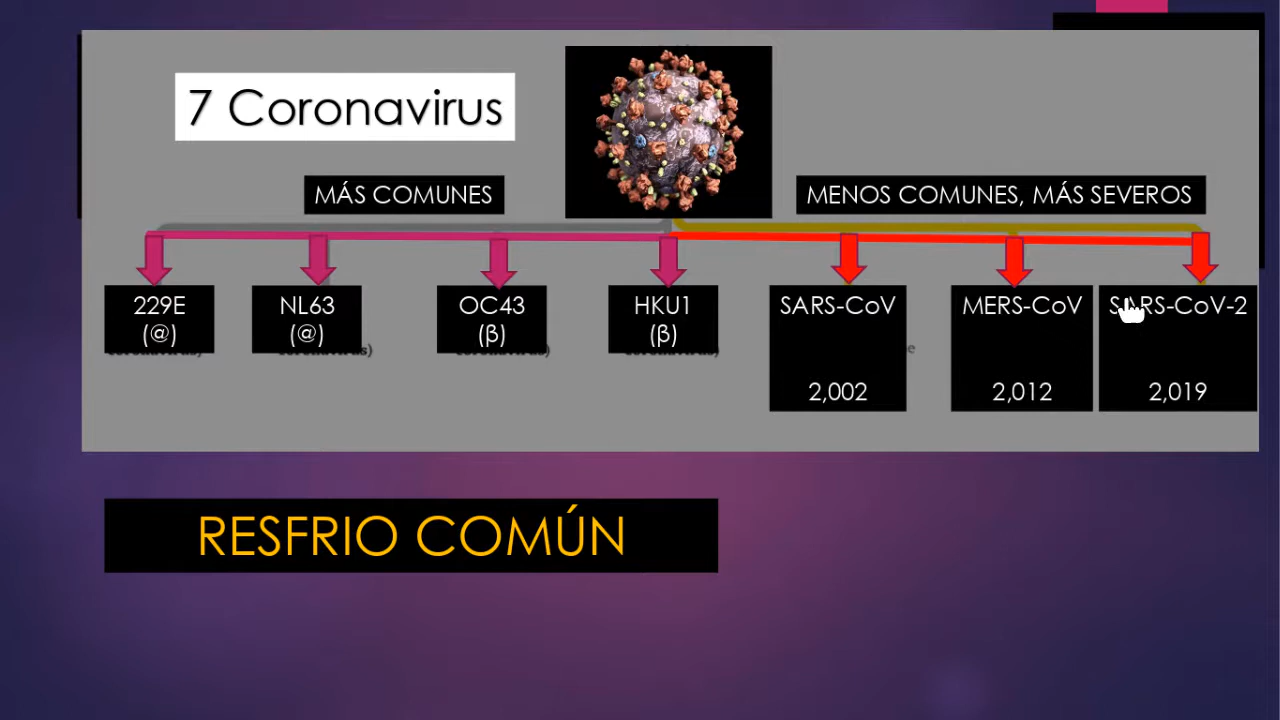 7 Coronavirus
MÁS COMUNES
MENOS COMUNES, MÁS SEVEROS
229E
(@)
NL63
(@)
OC43
(β)
HKU1
(β)
SARS-CoV
2,002
MERS-CoV
2,012
SARS-CoV-2
2,019
RESFRIO COMÚN